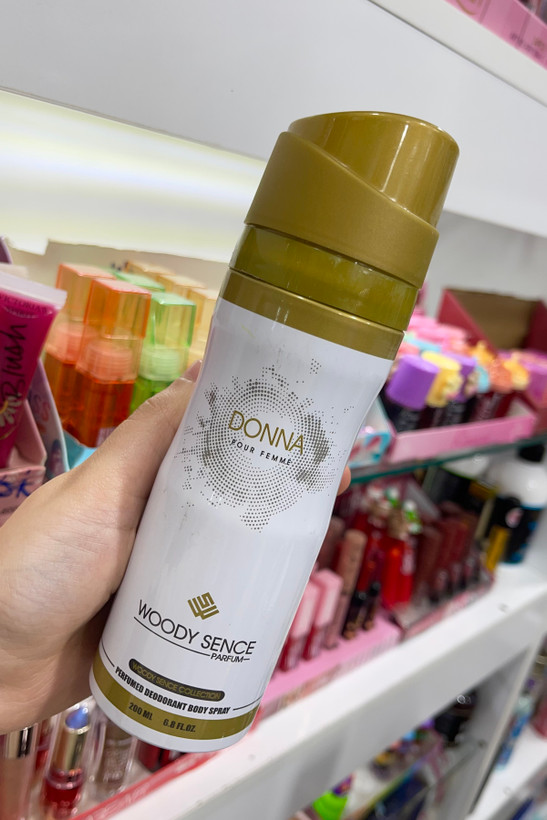 DONNA
POUR FEMME
WOODY SENCE
PARFUM
WOODY SENCE COLLECTION
PERFUMED DEODORANT BODY SPRAY
200 ML 6.8 FL.OZ.
Blush